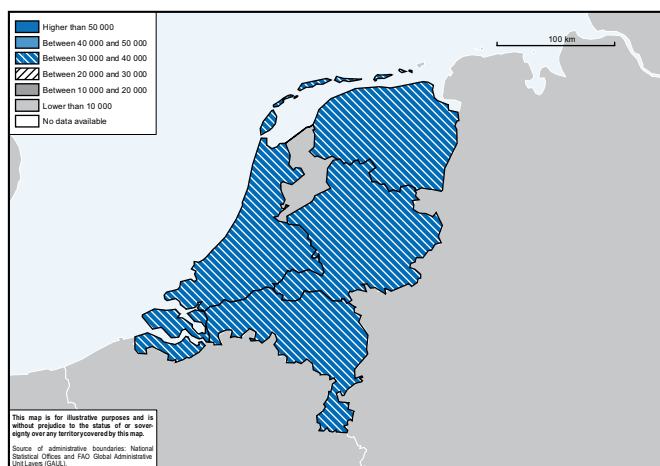 Higher than 50 000
Between 40 000 and 50 000
Between 30 000 and 40 000
Between 20 000 and 30 000
Between 10 000 and 20 000
Lower than 10 000
No data available
100 km
This map is for illustrative purposes and is
without prejudice to the status of or sover-
eignty over any territory covered by this map.
Source of administrative boundaries: National
Statistical Offices and FAO Global Administrative
Unit Layers (GAUL).